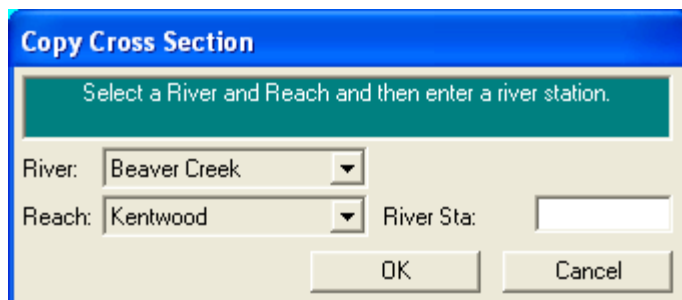 Copy Cross Section
Select a River and Reach and then enter a river station.
River: Beaver Creek
Reach: Kentwood River Sta:
OK Cancel